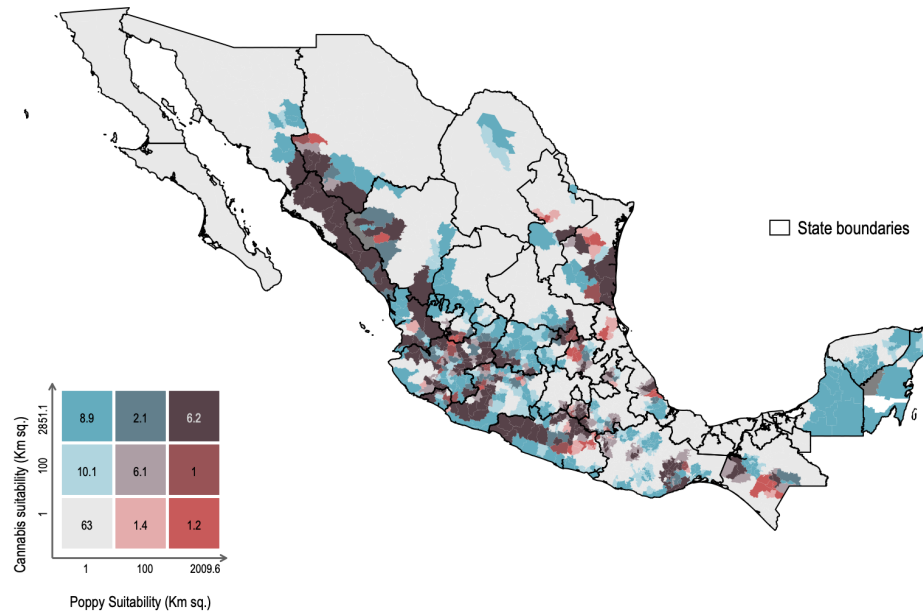 State boundaries
Cannabis suitability (Km sq.)
2851.1
100
1
8.9 2.1 6.2
10.1 6.1 1
63 1.4 1.2
1 100 2009.6
Poppy Suitability (Km sq.)